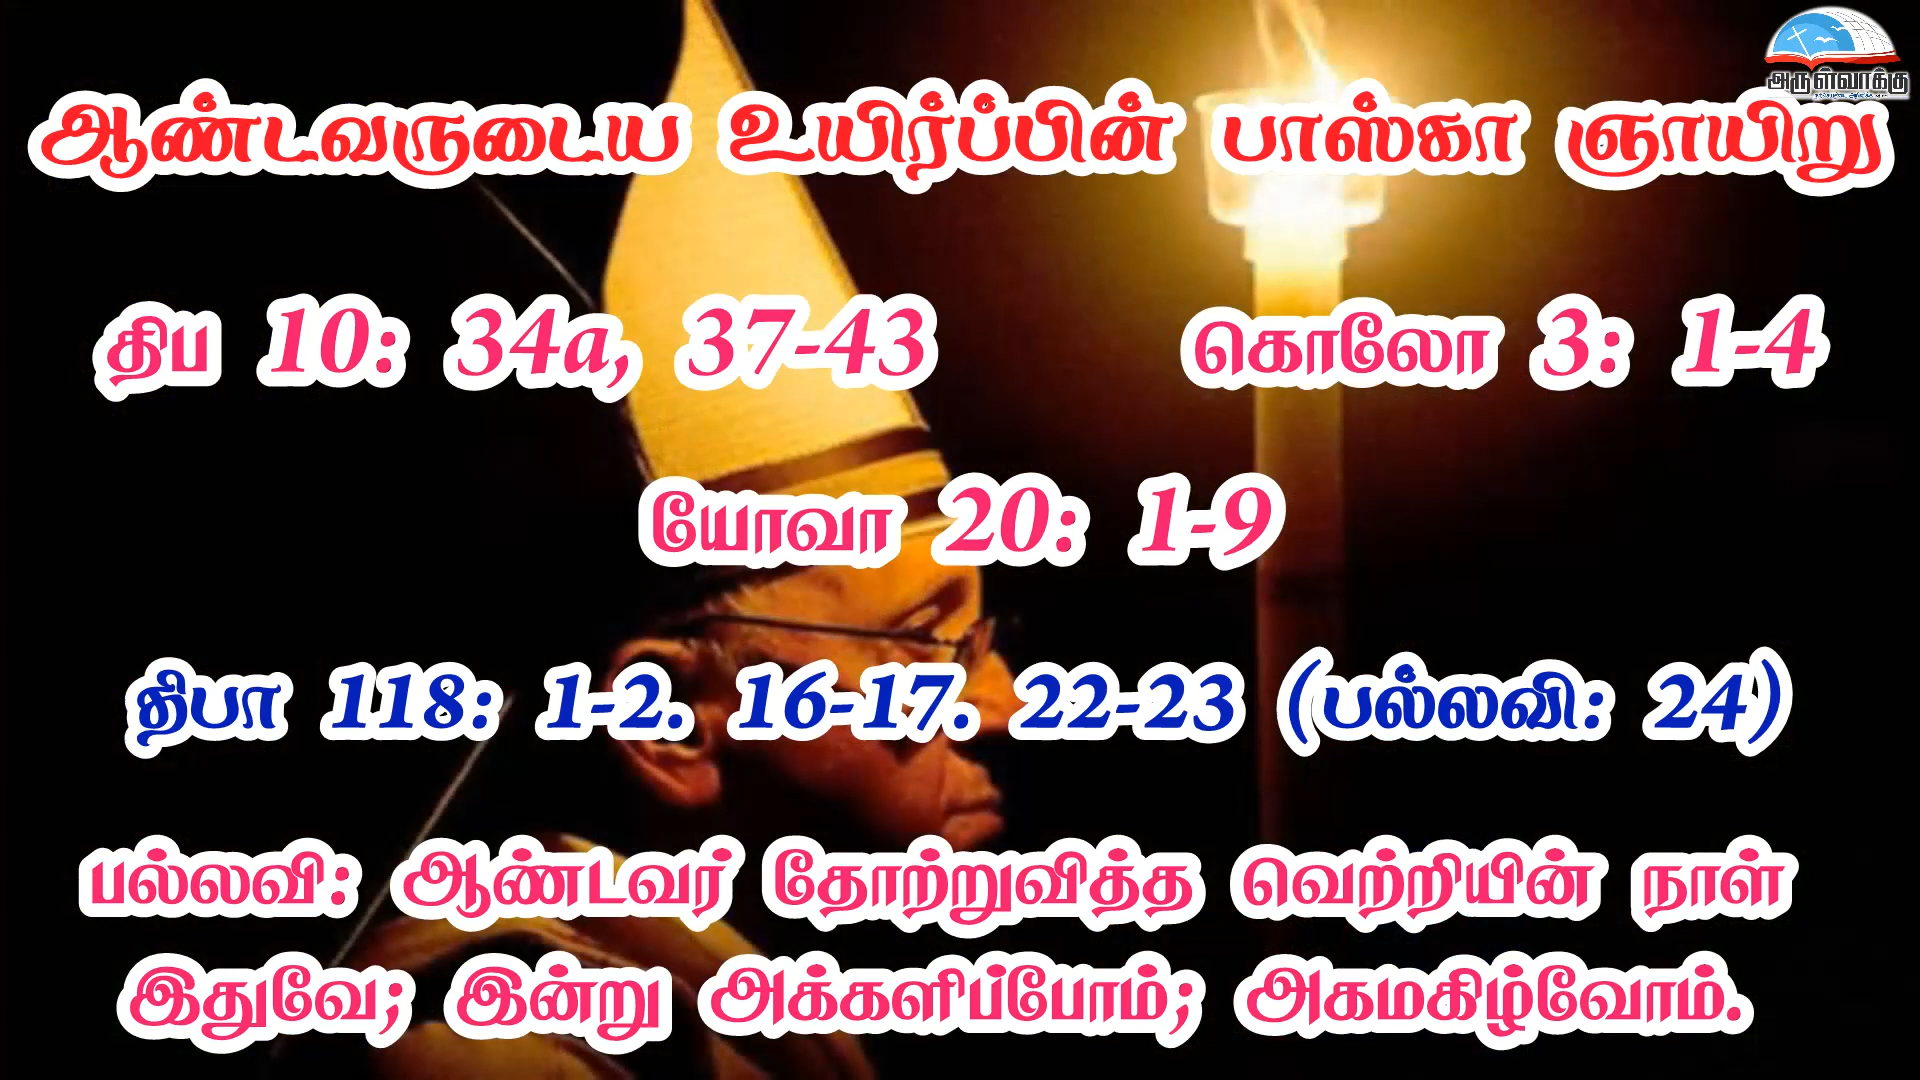 அருள்வாக்கு
ஆண்டவருடைய உயிர்ப்பின் பாஸ்கா ஞாயிறு
திப 10: 34a, 37-43 கொலோ 3: 1-4
யோவா 20: 1-9
திபா 118: 1-2. 16-17. 22-23 (பல்லவி: 24)
பல்லவி: ஆண்டவர் தோற்றுவித்த வெற்றியின் நாள்
இதுவே; இன்று அக்களிப்போம்; அகமகிழ்வோம்.